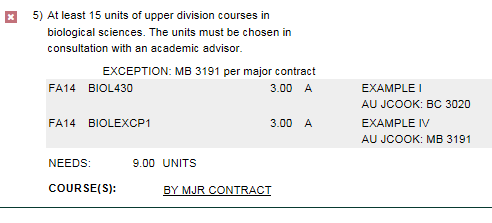 5) At least 15 units of upper division courses in
biological sciences. The units must be chosen in
consultation with an academic advisor.
EXCEPTION: MB 3191 per major contract
FA14 BIOL430 3.00 A EXAMPLE I
AU JCOOK: BC 3020
FA14 BIOLEXCP1 3.00 A EXAMPLE IV
AU JCOOK: MB 3191
NEEDS: 9.00 UNITS
COURSE(S): BY MJR CONTRACT